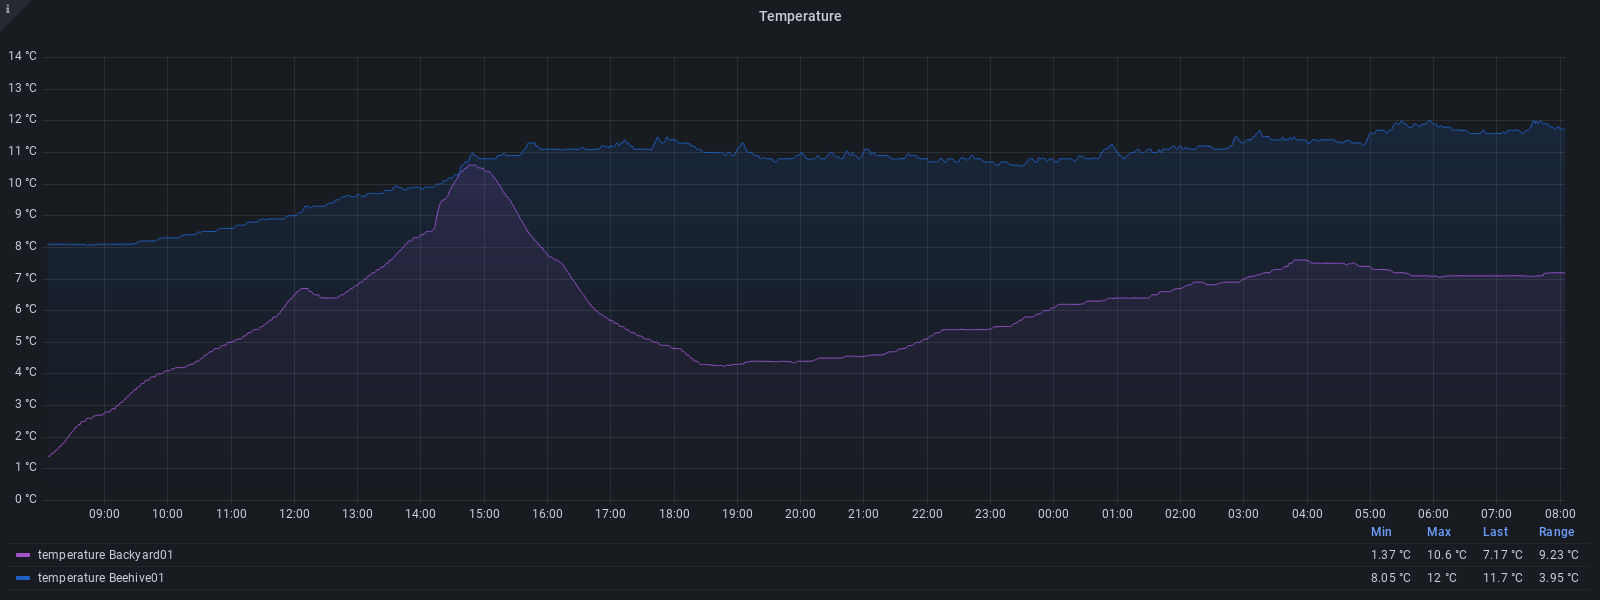 i
Temperature
14 °C
13 °C
12 °C
11 °C
10 °C
9 °C
8 °C
7 °C
6 °C
5 °C
4 °C
3 °C
2 °C
1 °C
0 °C
09:00 10:00 11:00 12:00 13:00 14:00 15:00 16:00 17:00 18:00 19:00 20:00 21:00 22:00 23:00 00:00 01:00 02:00 03:00 04:00 05:00 06:00 07:00 08:00
Min Max Last Range
temperature Backyard01 1.37 °C 10.6 °C 7.17 °C 9.23 °C
temperature Beehive01 8.05 °C 12 °C 11.7 °C 3.95 °C